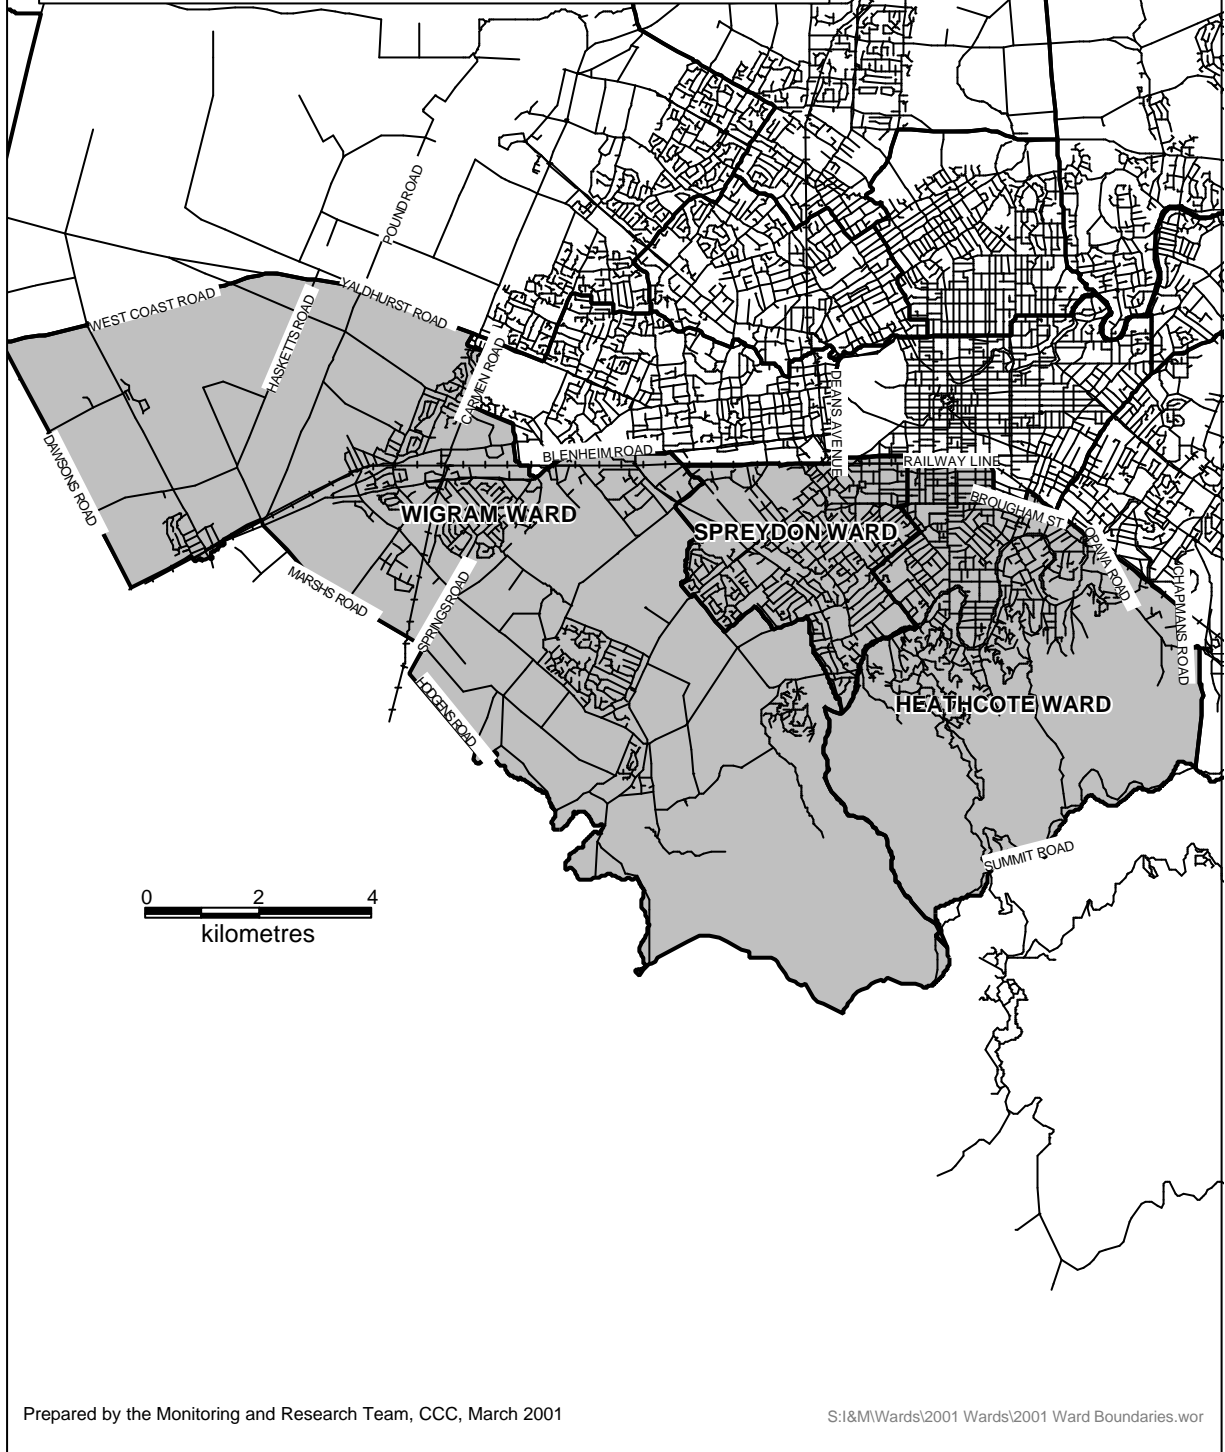 POUND ROAD
WEST COAST ROAD
YALDHURST ROAD
HASKETTS ROAD
CARMEN ROAD
DEANS AVENUE
DAWSONS ROAD
BLENHEIM ROAD
RAILWAY LINE
WIGRAM WARD
SPREYDON WARD
BROUGHAM ST
OPAWA ROAD
CHAPMANS ROAD
MARSHS ROAD
SPRINGS ROAD
HODGENS ROAD
HEATHCOTE WARD
SUMMIT ROAD
0 2 4
kilometres
Prepared by the Monitoring and Research Team, CCC, March 2001
S:I&M\Wards\2001 Wards\2001 Ward Boundaries.wor